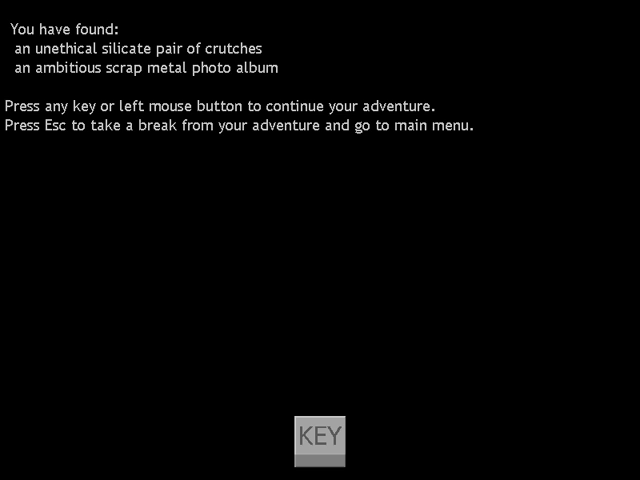 You have found:
an unethical silicate pair of crutches
an ambitious scrap metal photo album
Press any key or left mouse button to continue your adventure.
Press Esc to take a break from your adventure and go to main menu.
KEY